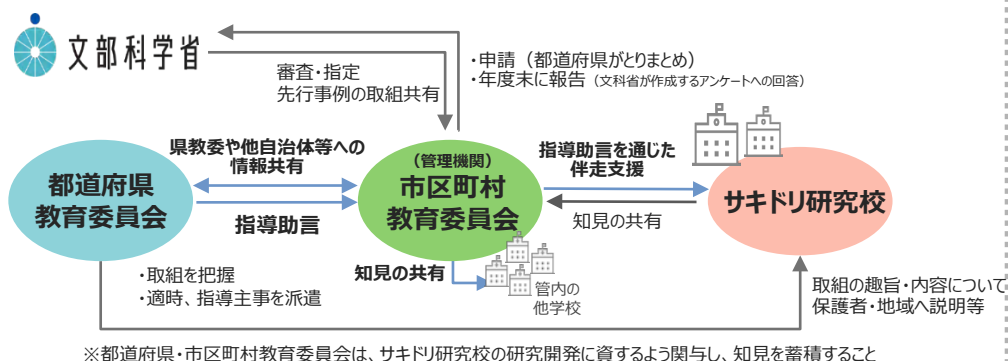 文部科学省
審査・指定
先行事例の取組共有
・申請（都道府県がとりまとめ）
・年度末に報告（文科省が作成するアンケートへの回答）
県教委や他自治体等への
情報共有
（管理機関）
指導助言を通じた
伴走支援
都道府県
教育委員会
市区町村
教育委員会
サキドリ研究校
指導助言
知見の共有
知見の共有
・取組を把握
・適時、指導主事を派遣
管内の
他学校
取組の趣旨・内容について
保護者・地域へ説明等
※都道府県・市区町村教育委員会は、サキドリ研究校の研究開発に資するよう関与し、知見を蓄積すること